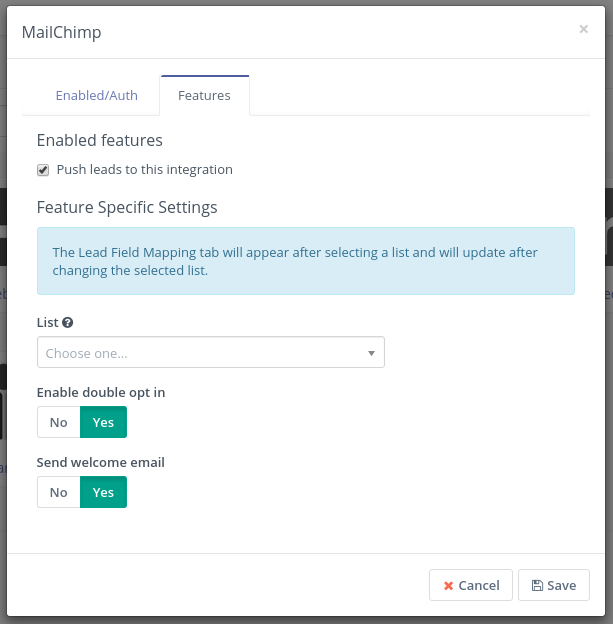 MailChimp
×
Enabled/Auth
Features
Enabled features
Push leads to this integration
Feature Specific Settings
The Lead Field Mapping tab will appear after selecting a list and will update after
changing the selected list.
List
Choose one...
Enable double opt in
No Yes
Send welcome email
No Yes
Cancel
Save